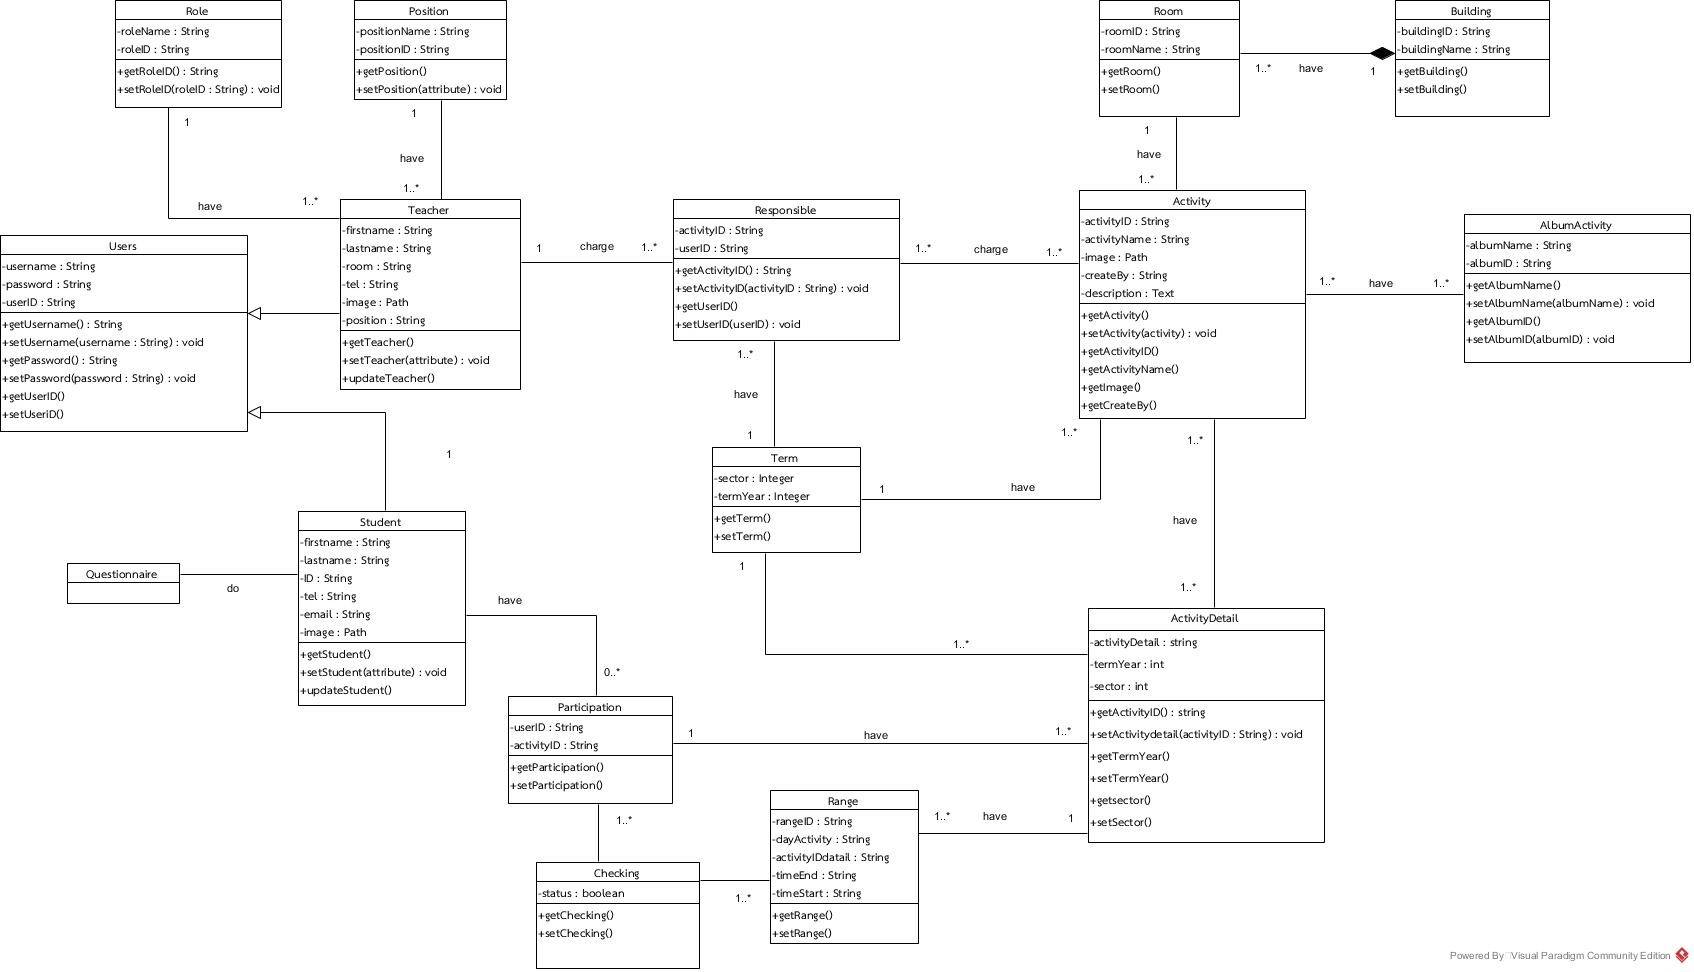 Role
-roleName : String
-roleID : String
+getRoleID() : String
+setRoleID(roleID : String) : void
Position
-positionName : String
-positionID : String
+getPosition()
+setPosition(attribute) : void
Room
-roomID : String
-roomName : String
+getRoom()
+setRoom()
1..*
have
1
Building
-buildingID : String
-buildingName : String
+getBuilding()
+setBuilding()
1
have
1..*
1
have
1..*
1
have
1..*
Users
-username : String
-password : String
-userID : String
+getUsername() : String
+setUsername(username : String) : void
+getPassword() : String
+setPassword(password : String) : void
+getUserID()
+setUseriD()
Teacher
-firstname : String
-lastname : String
-room : String
-tel : String
-image : Path
-position : String
+getTeacher()
+setTeacher(attribute) : void
+updateTeacher()
1
charge
1..*
Responsible
-activityID : String
-userID : String
+getActivityID() : String
+setActivityID(activityID : String) : void
+getUserID()
+setUserID(userID) : void
1..*
charge
1..*
Activity
-activityID : String
-activityName : String
-image : Path
-createBy : String
-description : Text
+getActivity()
+setActivity(activity) : void
+getActivityID()
+getActivityName()
+getImage()
+getCreateBy()
1..*
have
1..*
AlbumActivity
-albumName : String
-albumID : String
+getAlbumName()
+setAlbumName(albumName) : void
+getAlbumID()
+setAlbumID(albumID) : void
1..*
have
1
1
Term
-sector : Integer
-termYear : Integer
+getTerm()
+setTerm()
1
have
1..*
1..*
have
1..*
1
1..*
Questionnaire
do
Student
-firstname : String
-lastname : String
-ID : String
-tel : String
-email : String
-image : Path
+getStudent()
+setStudent(attribute) : void
+updateStudent()
have
0..*
ActivityDetail
-activityDetail : string
-termYear : int
-sector : int
+getActivityID() : string
+setActivitydetail(activityID : String) : void
+getTermYear()
+setTermYear()
+getsector()
+setSector()
Participation
-userID : String
-activityID : String
+getParticipation()
+setParticipation()
1
have
1..*
1..*
Range
-rangeID : String
-dayActivity : String
-activityIDdatail : String
-timeEnd : String
-timeStart : String
+getRange()
+setRange()
1..*
have
1
Checking
-status : boolean
+getChecking()
+setChecking()
1..*
Powered By Visual Paradigm Community Edition